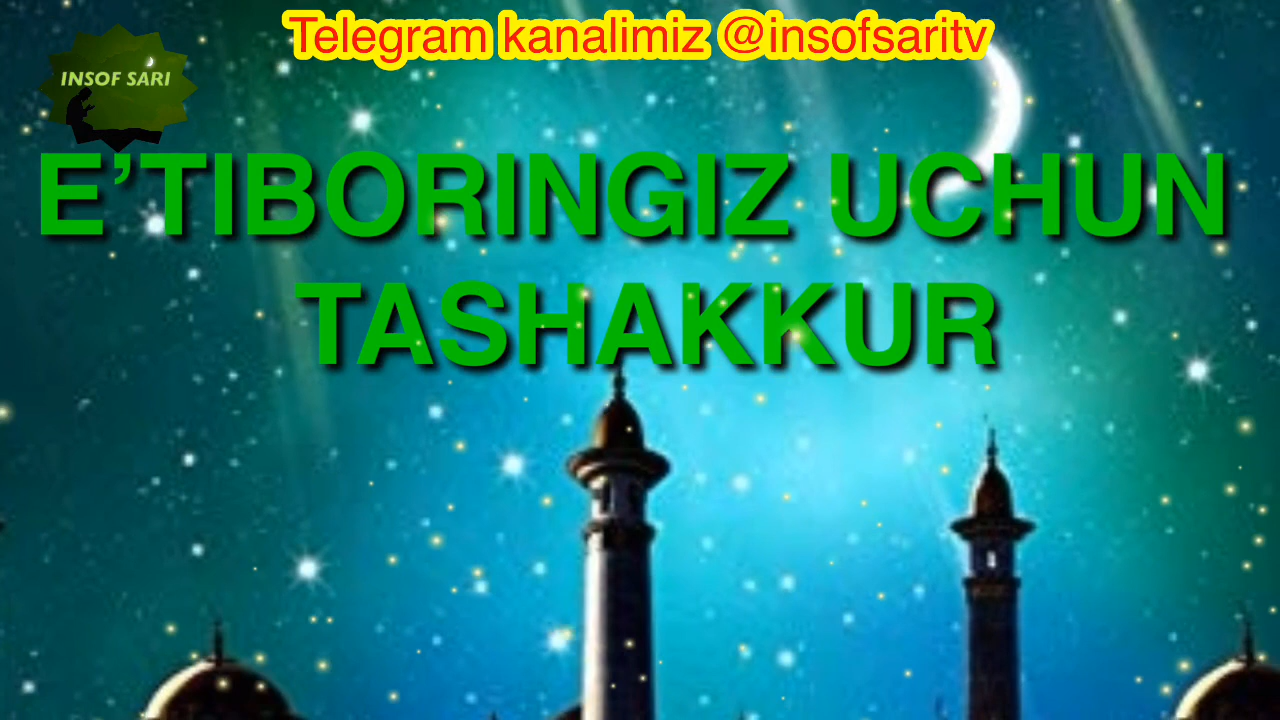 Telegram kanalimiz @insofsaritv
INSOF SARI
E’TIBORINGIZ UCHUN
TASHAKKUR